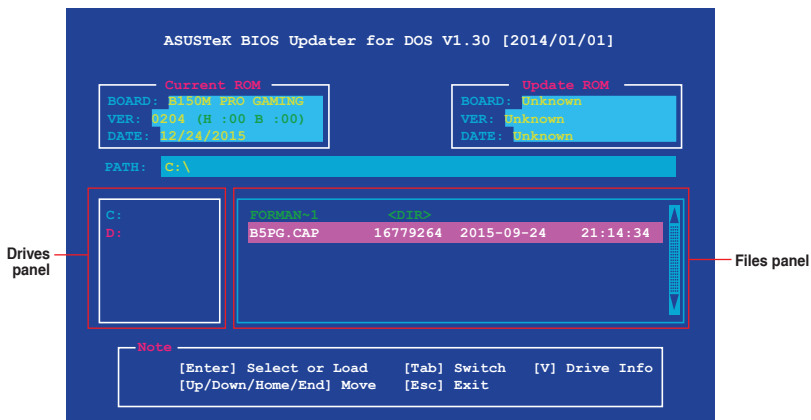 ASUSTeK BIOS Updater for DOS V1.30 [2014/01/01]
Current ROM
BOARD: B150M PRO GAMING
VER: 0204 (H :00 B :00)
DATE: 12/24/2015
Update ROM
BOARD: Unknown
VER: Unknown
DATE: Unknown
PATH: C:\
C:
D:
FORMAN~1 <DIR>
B5PG.CAP 16779264 2015-09-24 21:14:34
Drives
panel
Files panel
Note
[Enter] Select or Load [Tab] Switch [V] Drive Info
[Up/Down/Home/End] Move [Esc] Exit